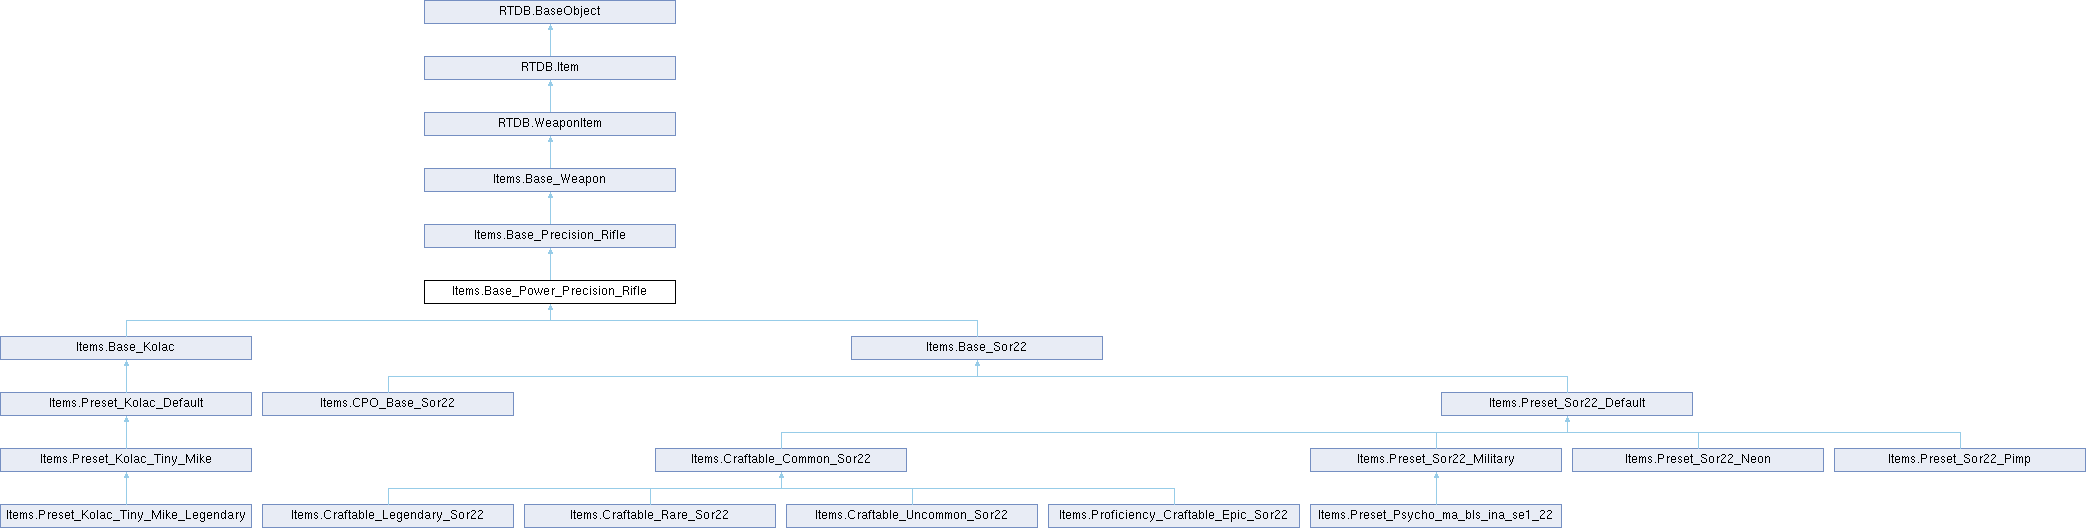 RTDB.BaseObject
RTDB.Item
RTDB.WeaponItem
Items.Base_Weapon
Items.Base_Precision_Rifle
Items.Base_Power_Precision_Rifle
Items.Base_Kolac
Items.Base_Sor22
Items.Preset_Kolac_Default
Items.CPO_Base_Sor22
Items.Preset_Sor22_Default
Items.Preset_Kolac_Tiny_Mike
Items.Craftable_Common_Sor22
Items.Preset_Sor22_Military
Items.Preset_Sor22_Neon
Items.Preset_Sor22_Pimp
Items.Preset_Kolac_Tiny_Mike_Legendary
Items.Craftable_Legendary_Sor22
Items.Craftable_Rare_Sor22
Items.Craftable_Uncommon_Sor22
Items.Proficiency_Craftable_Epic_Sor22
Items.Preset_Psycho_ma_bls_ina_se1_22